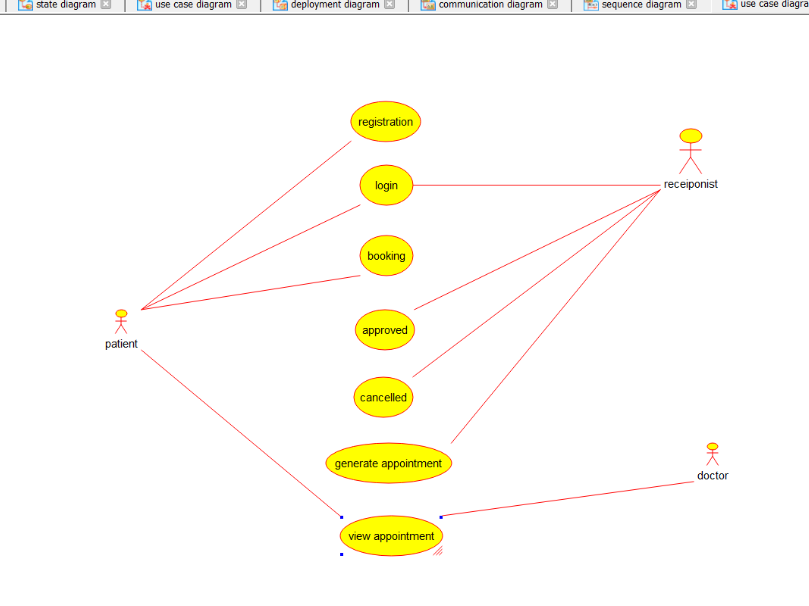 state diagram
use case diagram
deployment diagram
communication diagram
sequence diagram
use case diagra
registration
login
receiponist
booking
approved
patient
cancelled
generate appointment
doctor
view appointment